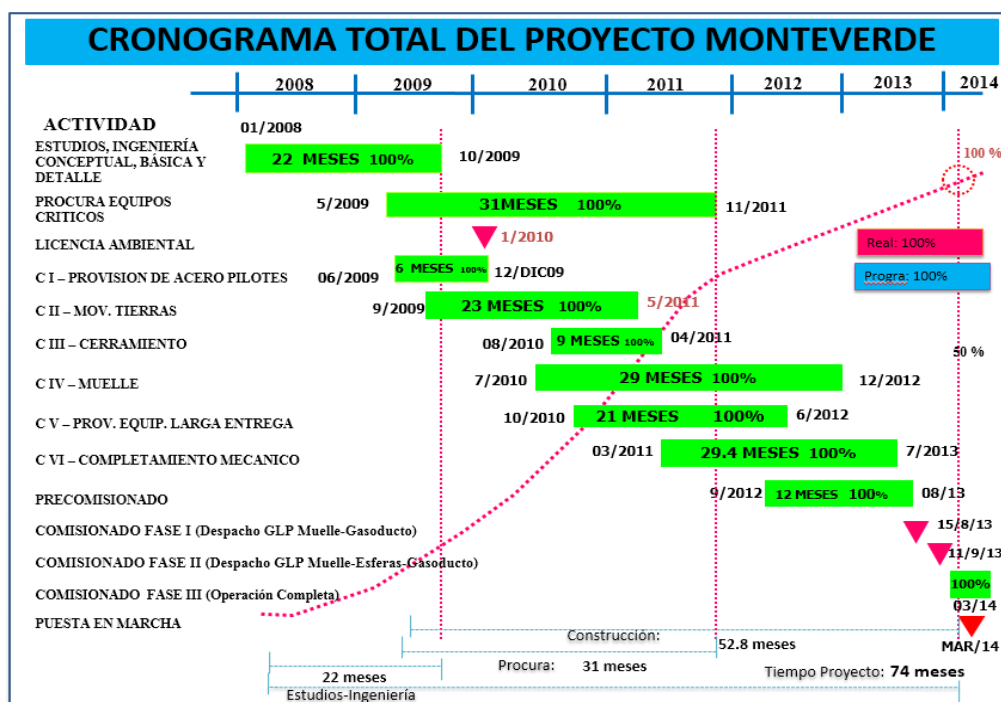 CRONOGRAMA TOTAL DEL PROYECTO MONTEVERDE
2008 2009 2010 2011 2012 2013 2014
ACTIVIDAD
01/2008
ESTUDIOS, INGENIERÍA
CONCEPTUAL, BÁSICA Y
DETALLE
22 MESES 100%
10/2009
100 %
PROCURA EQUIPOS
CRITICOS
5/2009
31MESES 100%
11/2011
LICENCIA AMBIENTAL
1/2010
Real: 100%
C I – PROVISION DE ACERO PILOTES
06/2009
6 MESES 100%
12/DIC09
Progra: 100%
C II – MOV. TIERRAS
9/2009
23 MESES 100%
5/2011
C III – CERRAMIENTO
08/2010
9 MESES 100%
04/2011
50 %
C IV – MUELLE
7/2010
29 MESES 100%
12/2012
C V – PROV. EQUIP. LARGA ENTREGA
10/2010
21 MESES 100%
6/2012
C VI – COMPLETAMIENTO MECANICO
03/2011
29.4 MESES 100%
7/2013
PRECOMISIONADO
9/2012
12 MESES 100%
08/13
COMISIONADO FASE I (Despacho GLP Muelle-Gasoducto)
15/8/13
COMISIONADO FASE II (Despacho GLP Muelle-Esferas-Gasoducto)
11/9/13
COMISIONADO FASE III (Operación Completa)
100%
03/14
PUESTA EN MARCHA
MAR/14
Construcción:
52.8 meses
Procura: 31 meses
Tiempo Proyecto: 74 meses
22 meses
Estudios-Ingeniería